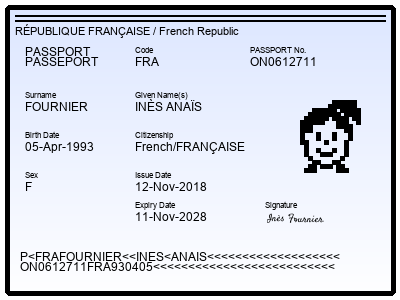 RÉPUBLIQUE FRANÇAISE / French Republic
PASSPORT
PASSEPORT
Code
FRA
PASSPORT No.
ON0612711
Surname
FOURNIER
Given Name(s)
INÈS ANAÏS
Birth Date
05-Apr-1993
Citizenship
French/FRANÇAISE
Sex
F
Issue Date
12-Nov-2018
Expiry Date
11-Nov-2028
Signature
Inès Fournier
P<FRAFOURNIER<<INES<ANAIS<<<<<<<<<<<<<<<<<<<
ON0612711FRA930405<<<<<<<<<<<<<<<<<<<<<<<<<<